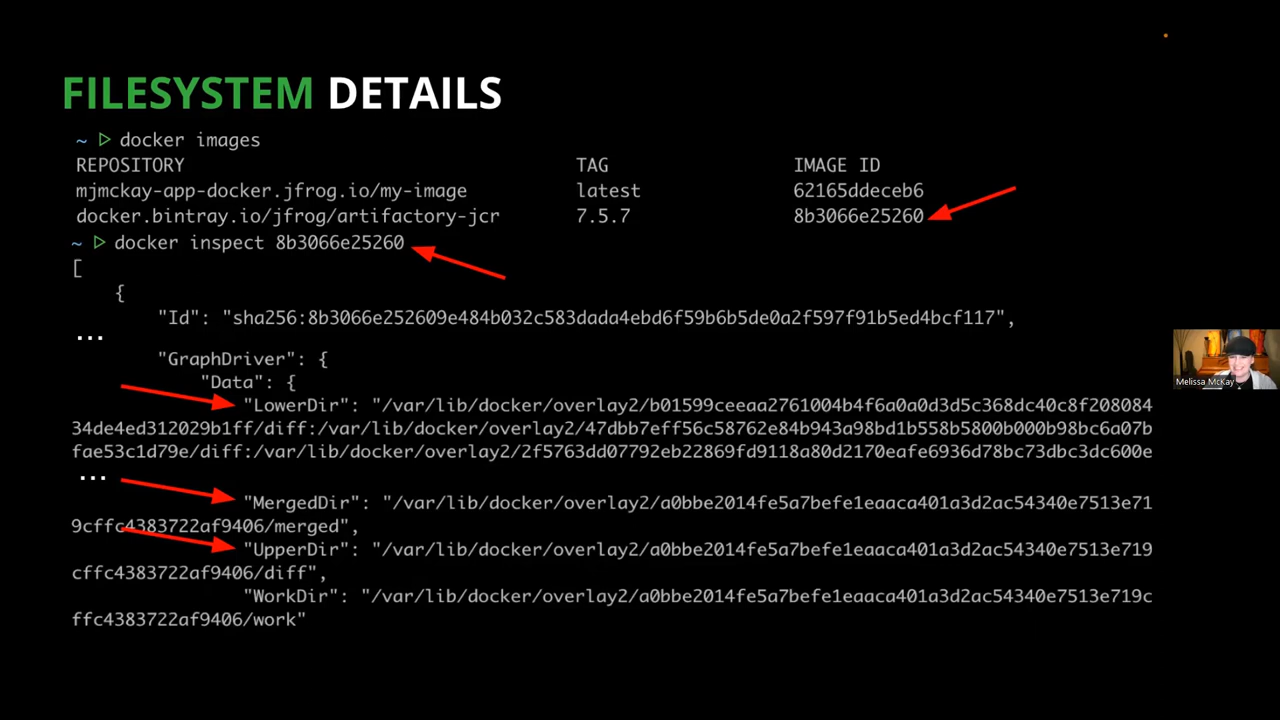 FILESYSTEM DETAILS
~ ▷ docker images
REPOSITORY TAG IMAGE ID
mjmckay-app-docker.jfrog.io/my-image latest 62165ddeceb6
docker.bintray.io/jfrog/artifactory-jcr 7.5.7 8b3066e25260
~ ▷ docker inspect 8b3066e25260
[
{
"Id": "sha256:8b3066e252609e484b032c583dada4ebd6f59b6b5de0a2f597f91b5ed4bcf117",
...
"GraphDriver": {
"Data": {
"LowerDir": "/var/lib/docker/overlay2/b01599ceeaa2761004b4f6a0a0d3d5c368dc40c8f208084
34de4ed312029b1ff/diff:/var/lib/docker/overlay2/47dbb7eff56c58762e84b943a98bd1b558b5800b000b98bc6a07b
fae53c1d79e/diff:/var/lib/docker/overlay2/2f5763dd07792eb22869fd9118a80d2170eafe6936d78bc73dbc3dc600e
...
"MergedDir": "/var/lib/docker/overlay2/a0bbe2014fe5a7befe1eaaca401a3d2ac54340e7513e71
9cffc4383722af9406/merged",
"UpperDir": "/var/lib/docker/overlay2/a0bbe2014fe5a7befe1eaaca401a3d2ac54340e7513e719
cffc4383722af9406/diff",
"WorkDir": "/var/lib/docker/overlay2/a0bbe2014fe5a7befe1eaaca401a3d2ac54340e7513e719c
ffc4383722af9406/work"
Melissa McKay